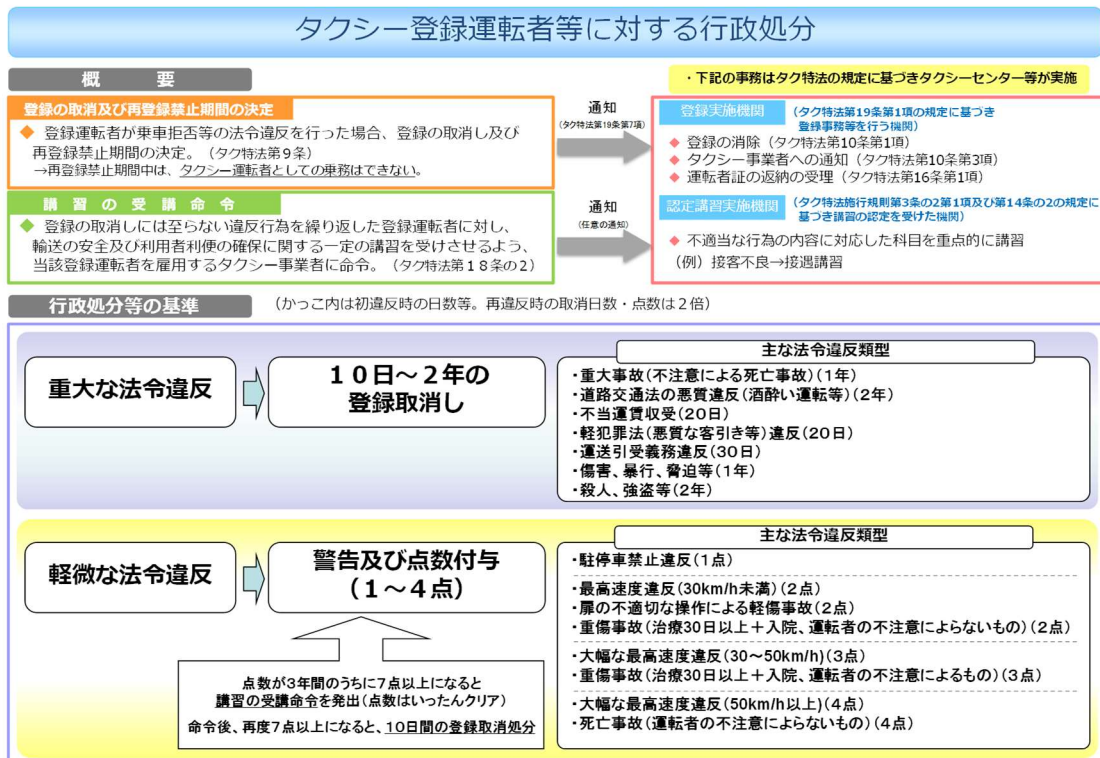 タクシー登録運転者等に対する行政処分
概 要
・下記の事務はタク特法の規定に基づきタクシーセンター等が実施
登録の取消及び再登録禁止期間の決定
◆ 登録運転者が乗車拒否等の法令違反を行った場合、登録の取消し及び
再登録禁止期間の決定。（タク特法第９条）
→再登録禁止期間中は、タクシー運転者としての乗務はできない。
通知
(タク特法第19条第7項)
登録実施機関
（タク特法第19条第1項の規定に基づき
登録事務等を行う機関）
◆ 登録の消除（タク特法第10条第1項）
◆ タクシー事業者への通知（タク特法第10条第3項）
◆ 運転者証の返納の受理（タク特法第16条第1項）
講習の受講命令
◆ 登録の取消しには至らない違反行為を繰り返した登録運転者に対し、
輸送の安全及び利用者利便の確保に関する一定の講習を受けさせるよう、
当該登録運転者を雇用するタクシー事業者に命令。（タク特法第１８条の２）
通知
(任意の通知)
認定講習実施機関
（タク特法施行規則第3条の2第1項及び第14条の2の規定に
基づき講習の認定を受けた機関）
◆ 不適当な行為の内容に対応した科目を重点的に講習
（例）接客不良→接遇講習
行政処分等の基準
（かっこ内は初違反時の日数等。再違反時の取消日数・点数は２倍）
重大な法令違反
１０日～２年の
登録取消し
主な法令違反類型
・重大事故(不注意による死亡事故)(1年)
・道路交通法の悪質違反(酒酔い運転等)(2年)
・不当運賃収受(20日)
・軽犯罪法(悪質な客引き等)違反(20日)
・運送引受義務違反(30日)
・傷害、暴行、脅迫等(1年)
・殺人、強盗等(2年)
軽微な法令違反
警告及び点数付与
(１～４点)
主な法令違反類型
・駐停車禁止違反(1点)
・最高速度違反(30km/h未満)(2点)
・扉の不適切な操作による軽傷事故(2点)
・重傷事故(治療30日以上＋入院、運転者の不注意によらないもの)(2点)
・大幅な最高速度違反(30～50km/h)(3点)
・重傷事故(治療30日以上＋入院、運転者の不注意によるもの)(3点)
・大幅な最高速度違反(50km/h以上)(4点)
・死亡事故(運転者の不注意によらないもの)(4点)
点数が3年間のうちに7点以上になると
講習の受講命令を発出(点数はいったんクリア)
命令後、再度7点以上になると、10日間の登録取消処分